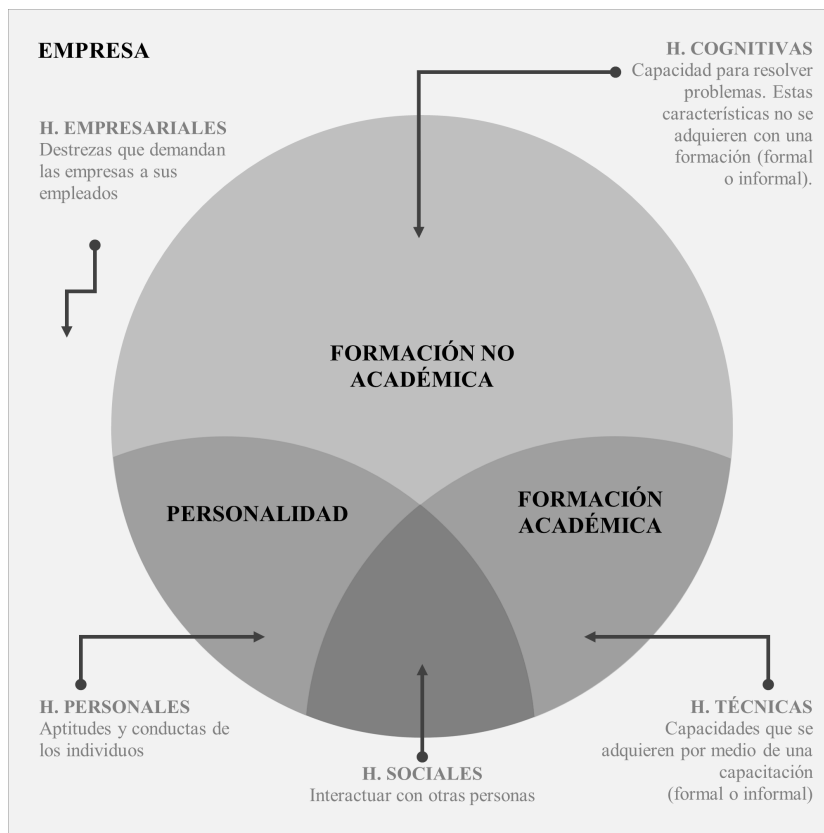 EMPRESA
H. EMPRESARIALES
Destrezas que demandan
las empresas a sus
empleados
H. COGNITIVAS
Capacidad para resolver
problemas. Estas
características no se
adquieren con una
formación (formal
o informal).
FORMACIÓN NO
ACADÉMICA
PERSONALIDAD
FORMACIÓN
ACADÉMICA
H. PERSONALES
Aptitudes y conductas de
los individuos
H. SOCIALES
Interactuar con otras personas
H. TÉCNICAS
Capacidades que se
adquieren por medio de una
capacitación
(formal o informal)